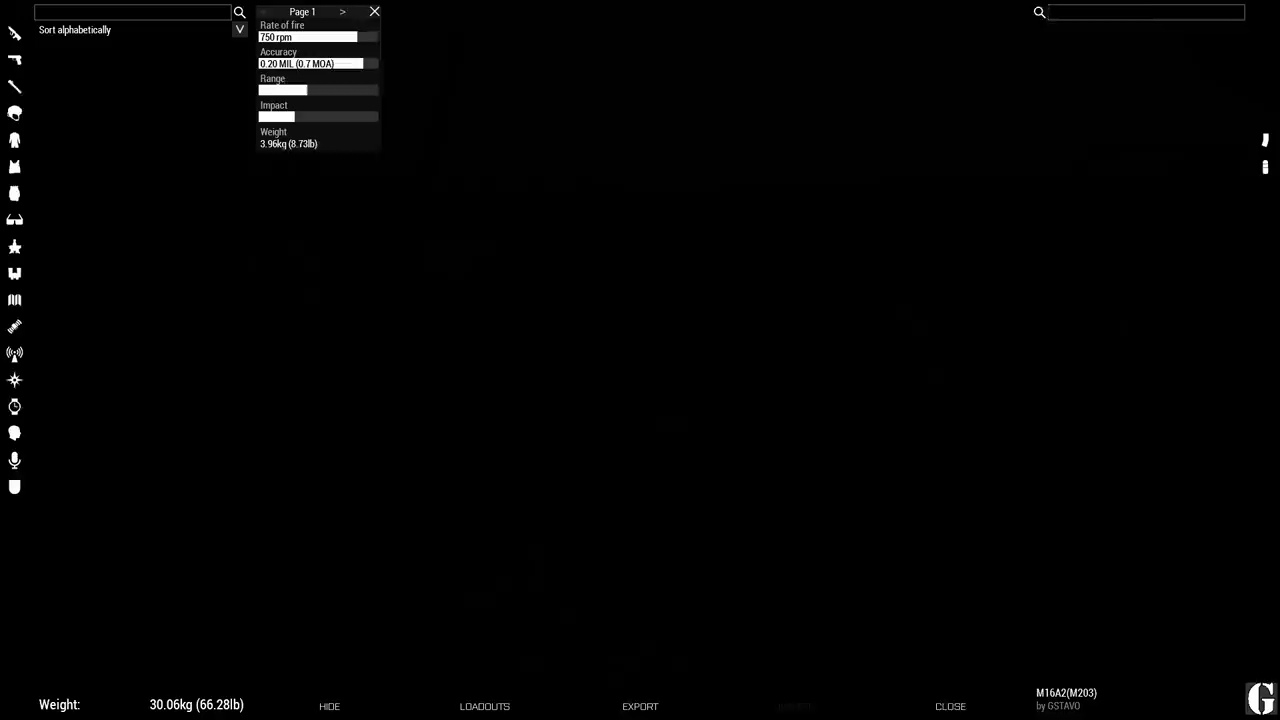 Page 1 >
Sort alphabetically V
Rate of fire
750 rpm
Accuracy
0.20 MIL (0.7 MOA)
Range
Impact
Weight
3.96kg (8.73lb)
Weight: 30.06kg (66.28lb)
HIDE
LOADOUTS
EXPORT
IMPORT
CLOSE
M16A2(M203)
by GSTAVO
G